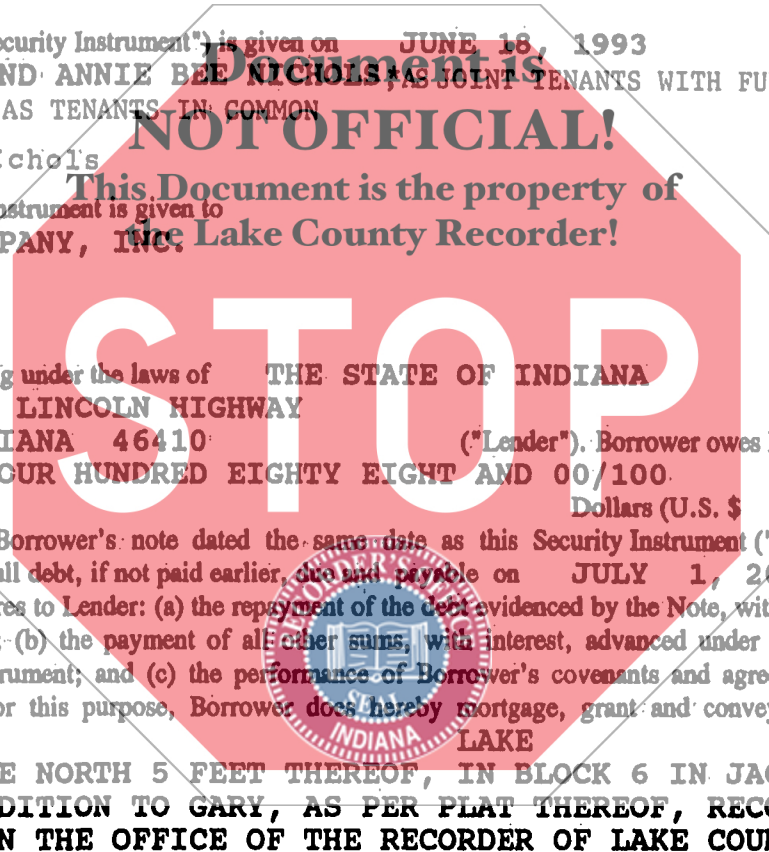 ecurity Instrument") is given on JUNE 18, 1993
ND ANNIE BEE NICHOLS,*AS JOINT TENANTS WITH FU
AS TENANTS IN COMMON
ichols
nstrument is given to
PANY, INC.
Document is
NOT OFFICIAL!
This Document is the property of
the Lake County Recorder!
STOP
g under the laws of THE STATE OF INDIANA
LINCOLN HIGHWAY
IANA 46410 ("Lender"). Borrower owes
OUR HUNDRED EIGHTY EIGHT AND 00/100
Dollars (U.S. $
Borrower's note dated the same date as this Security Instrument ("
ull debt, if not paid earlier, due and payable on JULY 1, 20
res to Lender: (a) the repayment of the debt evidenced by the Note, wit
; (b) the payment of all other sums, with interest, advanced under
rument; and (c) the performance of Borrower's covenants and agre
or this purpose, Borrower does hereby mortgage, grant and convey
LAKE
RECORDER'S OFFICE
SEAL
INDIANA
E NORTH 5 FEET THEREOF, IN BLOCK 6 IN JAC
DDITION TO GARY, AS PER PLAT THEREOF, RECO
N THE OFFICE OF THE RECORDER OF LAKE COUN